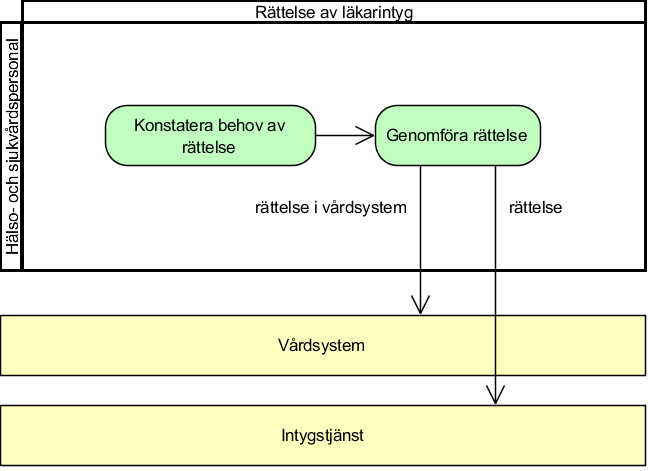 Rättelse av läkarintyg
Hälso- och sjukvårdspersonal
Konstatera behov av
rättelse
Genomföra rättelse
rättelse i vårdsystem
rättelse
Vårdsystem
Intygstjänst